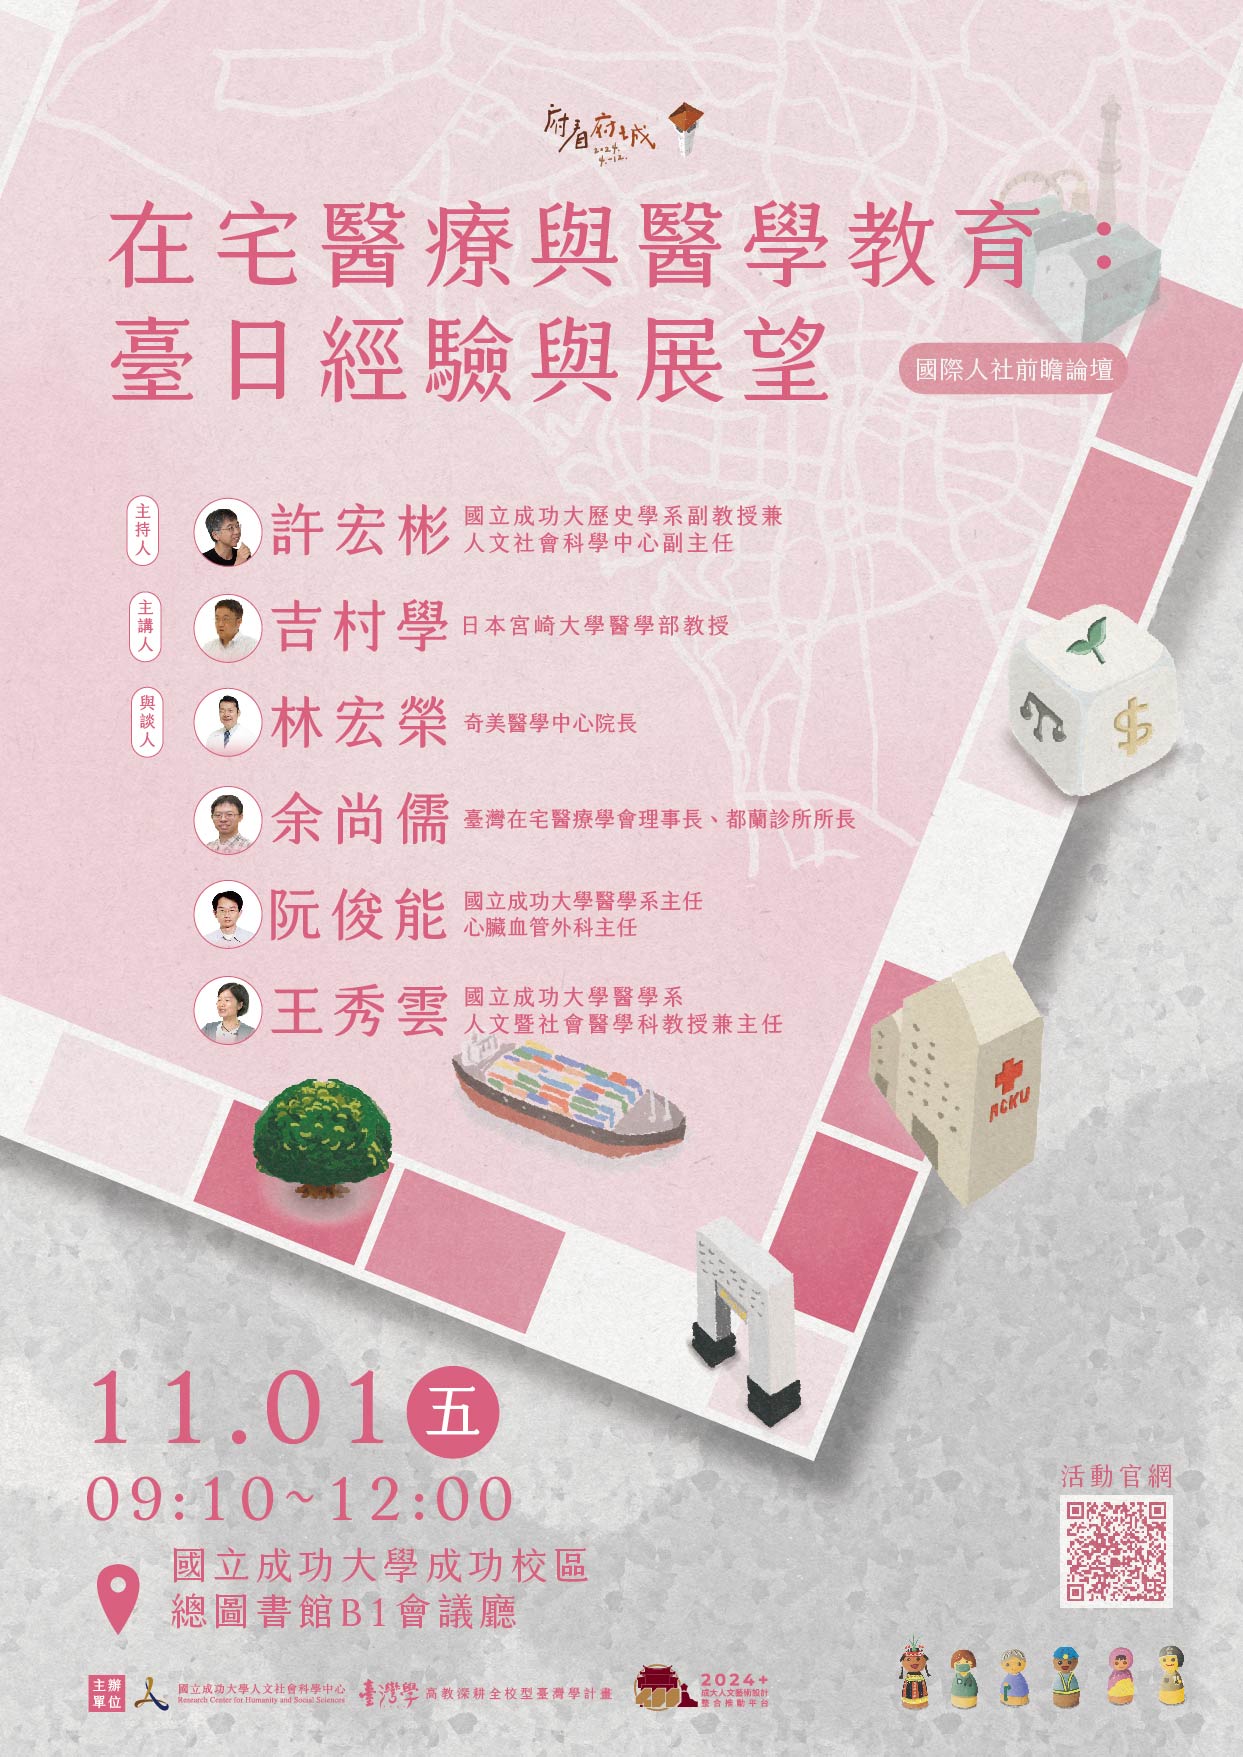 府看府城
2024.
4.-12.
在宅醫療與醫學教育：
臺日經驗與展望
國際人社前瞻論壇
主持人
許宏彬
國立成功大歷史學系副教授兼
人文社會科學中心副主任
主講人
吉村學
日本宮崎大學醫學部教授
與談人
林宏榮
奇美醫學中心院長
余尚儒
臺灣在宅醫療學會理事長、都蘭診所所長
阮俊能
國立成功大學醫學系主任
心臟血管外科主任
王秀雲
國立成功大學醫學系
人文暨社會醫學科教授兼主任
$
NCKU
11.01 五
09:10~12:00
國立成功大學成功校區
總圖書館B1會議廳
活動官網
主辦
單位
國立成功大學人文社會科學中心
Research Center for Humanity and Social Sciences
臺灣學
高教深耕全校型臺灣學計畫
200
2024+
成大人文藝術設計
整合推動平台